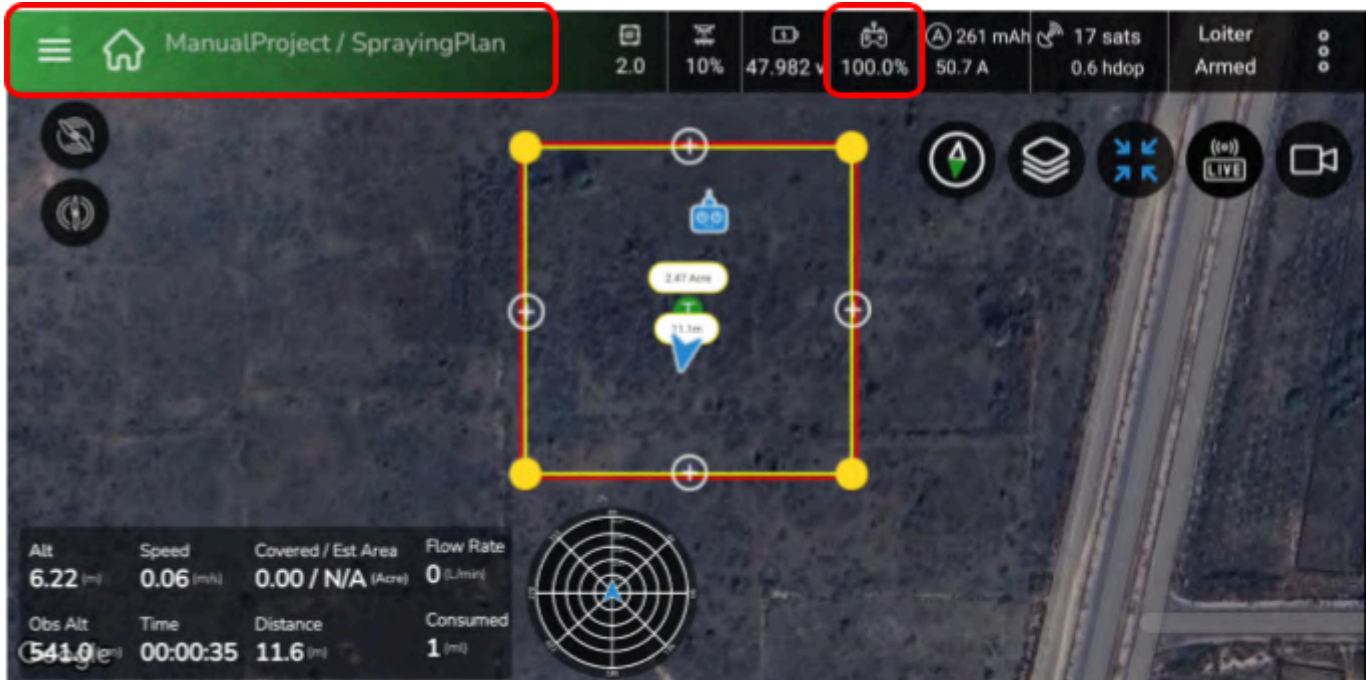 ManualProject / SprayingPlan
2.0
10%
47.982 v
100.0%
A 261 mAh
50.7 A
17 sats
0.6 hdop
Loiter
Armed
LIVE
2.47 Acre
T
11.1m
Alt
6.22 (m)
Speed
0.06 (m/s)
Covered / Est Area
0.00 / N/A (Acre)
Flow Rate
0 (L/min)
Obs Alt
541.0
Time
00:00:35
Distance
11.6 (m)
Consumed
1 (ml)
Google